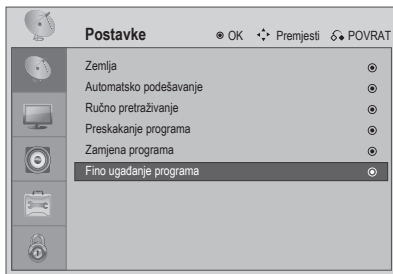 Postavke OK Premjesti POVRAT
Zemlja
Automatsko podešavanje
Ručno pretraživanje
Preskakanje programa
Zamjena programa
Fino ugađanje programa